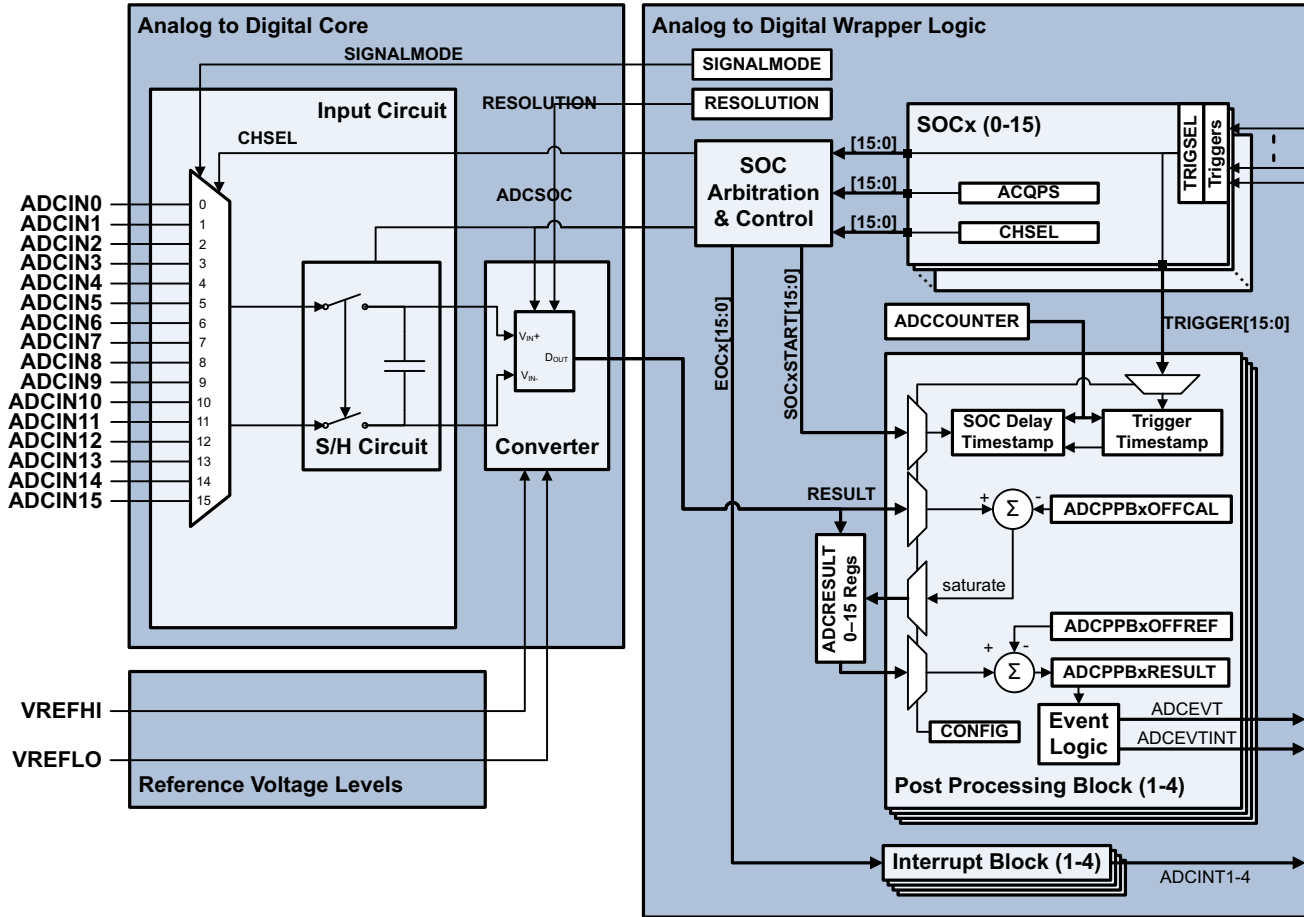 Analog to Digital Core
Analog to Digital Wrapper Logic
SIGNALMODE
SIGNALMODE
RESOLUTION
RESOLUTION
Input Circuit
CHSEL
ADCSOC
SOC
Arbitration
& Control
[15:0]
[15:0]
[15:0]
SOCx (0-15)
TRIGSEL
Triggers
ACQPS
CHSEL
ADCIN0
ADCIN1
ADCIN2
ADCIN3
ADCIN4
ADCIN5
ADCIN6
ADCIN7
ADCIN8
ADCIN9
ADCIN10
ADCIN11
ADCIN12
ADCIN13
ADCIN14
ADCIN15
0
1
2
3
4
5
6
7
8
9
10
11
12
13
14
15
S/H Circuit
VIN+
DOUT
VIN-
Converter
EOCx[15:0]
SOCxSTART[15:0]
ADCCOUNTER
TRIGGER[15:0]
SOC Delay
Timestamp
Trigger
Timestamp
RESULT
+
-
Σ
ADCPPBxOFFCAL
saturate
ADCRESULT
0–15 Regs
ADCPPBxOFFREF
+
-
Σ
ADCPPBxRESULT
CONFIG
Event
Logic
ADCEVT
ADCEVTINT
Post Processing Block (1-4)
VREFHI
VREFLO
Reference Voltage Levels
Interrupt Block (1-4)
ADCINT1-4